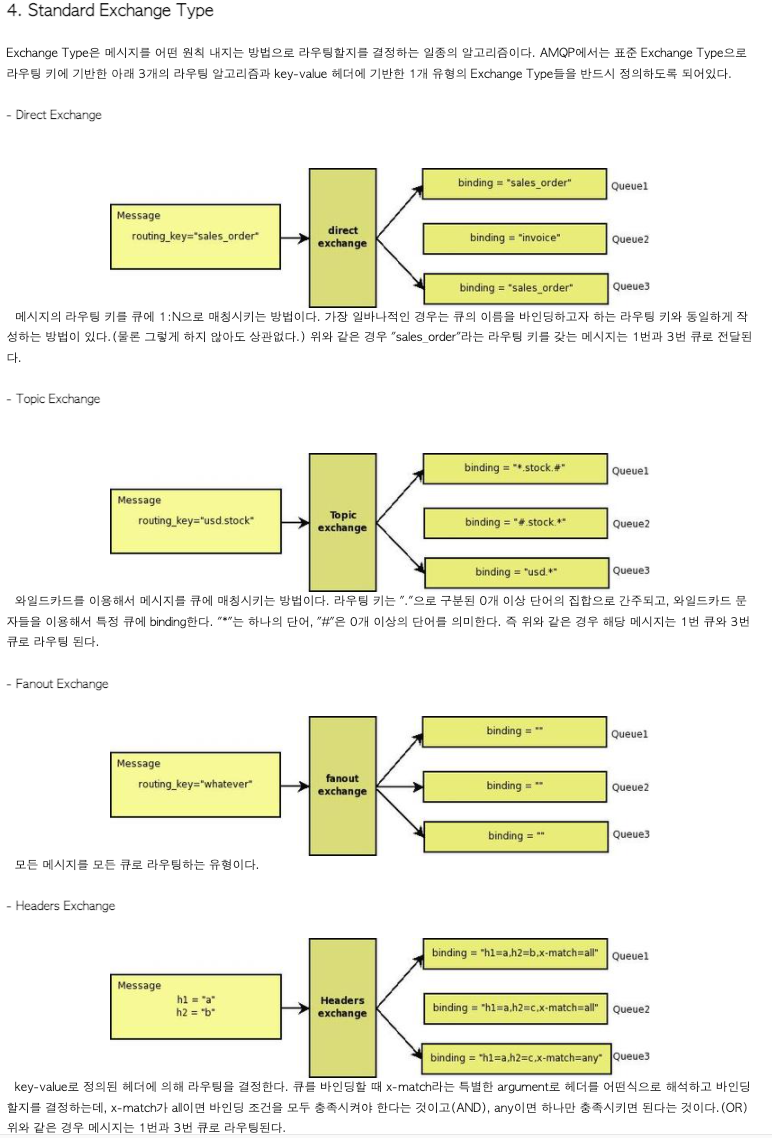 4. Standard Exchange Type
Exchange Type은 메시지를 어떤 원칙 내지는 방법으로 라우팅할지를 결정하는 일종의 알고리즘이다. AMQP에서는 표준 Exchange Type으로
라우팅 키에 기반한 아래 3개의 라우팅 알고리즘과 key-value 헤더에 기반한 1개 유형의 Exchange Type들을 반드시 정의하도록 되어있다.
- Direct Exchange
Message
routing_key="sales_order"
direct
exchange
binding = "sales_order"
Queue1
binding = "invoice"
Queue2
binding = "sales_order"
Queue3
메시지의 라우팅 키를 큐에 1:N으로 매칭시키는 방법이다. 가장 일바나적인 경우는 큐의 이름을 바인딩하고자 하는 라우팅 키와 동일하게 작
성하는 방법이 있다.(물론 그렇게 하지 않아도 상관없다.) 위와 같은 경우 "sales_order"라는 라우팅 키를 갖는 메시지는 1번과 3번 큐로 전달된
다.
- Topic Exchange
Message
routing_key="usd.stock"
Topic
exchange
binding = "*.stock.#"
Queue1
binding = "#.stock.*"
Queue2
binding = "usd.*"
Queue3
와일드카드를 이용해서 메시지를 큐에 매칭시키는 방법이다. 라우팅 키는 "."으로 구분된 0개 이상 단어의 집합으로 간주되고, 와일드카드 문
자들을 이용해서 특정 큐에 binding한다. "*"는 하나의 단어, "#"은 0개 이상의 단어를 의미한다. 즉 위와 같은 경우 해당 메시지는 1번 큐와 3번
큐로 라우팅 된다.
- Fanout Exchange
Message
routing_key="whatever"
fanout
exchange
binding = ""
Queue1
binding = ""
Queue2
binding = ""
Queue3
모든 메시지를 모든 큐로 라우팅하는 유형이다.
- Headers Exchange
Message
h1 = "a"
h2 = "b"
Headers
exchange
binding = "h1=a,h2=b,x-match=all"
Queue1
binding = "h1=a,h2=c,x-match=all"
Queue2
binding = "h1=a,h2=c,x-match=any"
Queue3
key-value로 정의된 헤더에 의해 라우팅을 결정한다. 큐를 바인딩할 때 x-match라는 특별한 argument로 헤더를 어떤식으로 해석하고 바인딩
할지를 결정하는데, x-match가 all이면 바인딩 조건을 모두 충족시켜야 한다는 것이고(AND), any이면 하나만 충족시키면 된다는 것이다.(OR)
위와 같은 경우 메시지는 1번과 3번 큐로 라우팅된다.